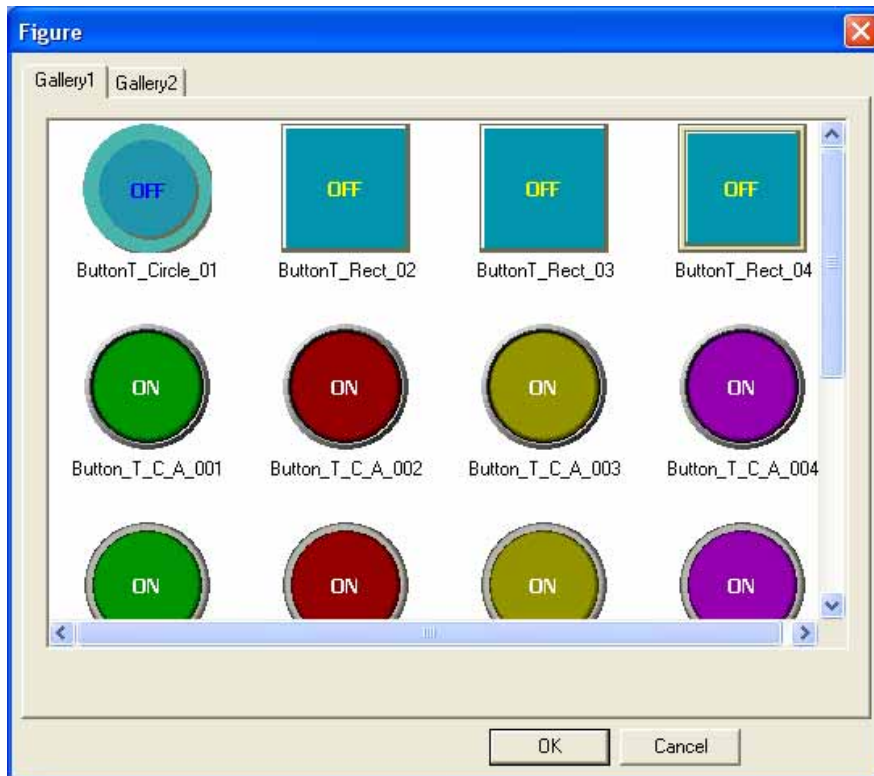 Figure
Gallery1 Gallery2
OFF OFF OFF OFF
ButtonT_Circle_01 ButtonT_Rect_02 ButtonT_Rect_03 ButtonT_Rect_04
ON ON ON ON
Button_T_C_A_001 Button_T_C_A_002 Button_T_C_A_003 Button_T_C_A_004
ON ON ON ON
OK Cancel